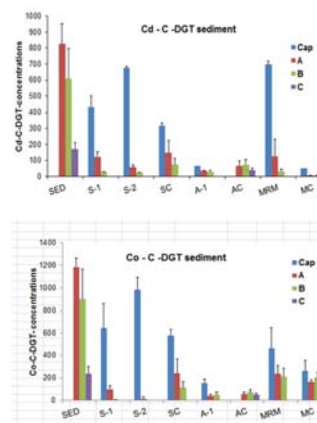 Cd - C -DGT sediment
Cd-C-DGT-concentrations
1000
900
800
700
600
500
400
300
200
100
0
Cap
A
B
C
SED
S-1
S-2
SC
A-1
AC
MRM
MC
Co - C -DGT sediment
Co-C-DGT- concentrations
1400
1200
1000
800
600
400
200
0
Cap
A
B
C
SED
S-1
S-2
SC
A-1
AC
MRM
MC